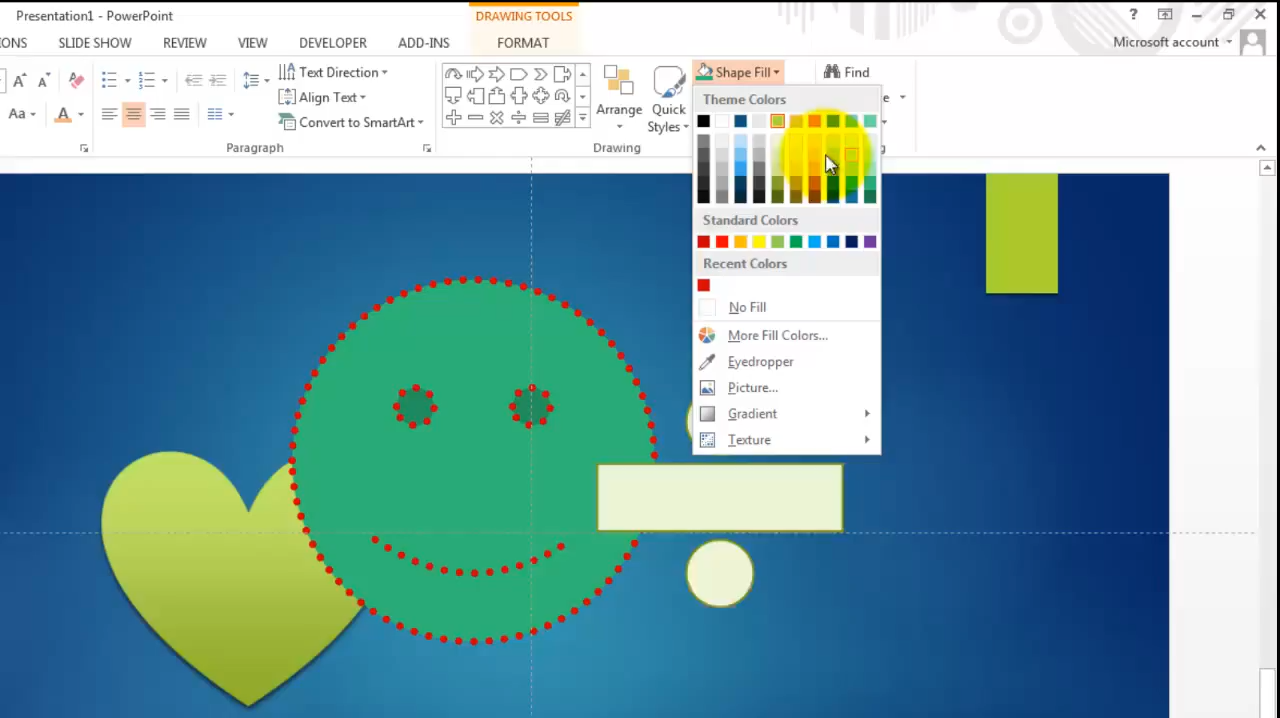 Presentation1 - PowerPoint
DRAWING TOOLS
?
ONS SLIDE SHOW REVIEW VIEW DEVELOPER ADD-INS FORMAT
Microsoft account
Text Direction
Align Text
Convert to SmartArt
Aa
A
Paragraph
Arrange
Quick
Styles
Drawing
Shape Fill
Find
Theme Colors
Standard Colors
Recent Colors
No Fill
More Fill Colors...
Eyedropper
Picture...
Gradient
Texture